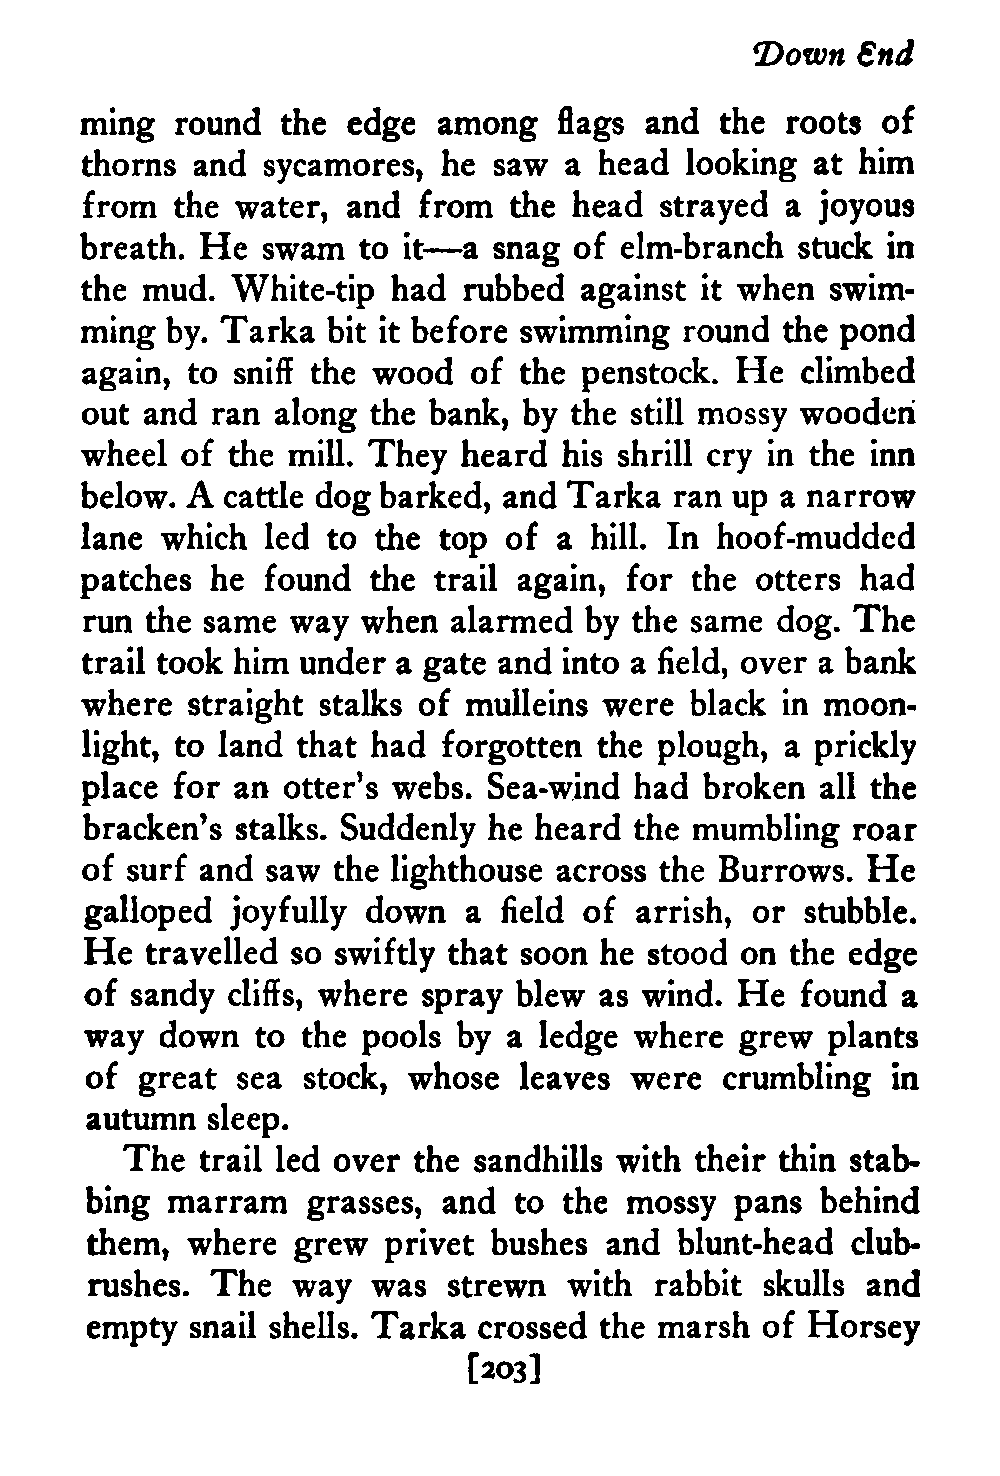 Down End
ming round the edge among flags and the roots of
thorns and sycamores, he saw a head looking at him
from the water, and from the head strayed a joyous
breath. He swam to it—a snag of elm-branch stuck in
the mud. White-tip had rubbed against it when swim-
ming by. Tarka bit it before swimming round the pond
again, to sniff the wood of the penstock. He climbed
out and ran along the bank, by the still mossy wooden
wheel of the mill. They heard his shrill cry in the inn
below. A cattle dog barked, and Tarka ran up a narrow
lane which led to the top of a hill. In hoof-mudded
patches he found the trail again, for the otters had
run the same way when alarmed by the same dog. The
trail took him under a gate and into a field, over a bank
where straight stalks of mulleins were black in moon-
light, to land that had forgotten the plough, a prickly
place for an otter's webs. Sea-wind had broken all the
bracken's stalks. Suddenly he heard the mumbling roar
of surf and saw the lighthouse across the Burrows. He
galloped joyfully down a field of arrish, or stubble.
He travelled so swiftly that soon he stood on the edge
of sandy cliffs, where spray blew as wind. He found a
way down to the pools by a ledge where grew plants
of great sea stock, whose leaves were crumbling in
autumn sleep.
The trail led over the sandhills with their thin stab-
bing marram grasses, and to the mossy pans behind
them, where grew privet bushes and blunt-head club-
rushes. The way was strewn with rabbit skulls and
empty snail shells. Tarka crossed the marsh of Horsey
[203]